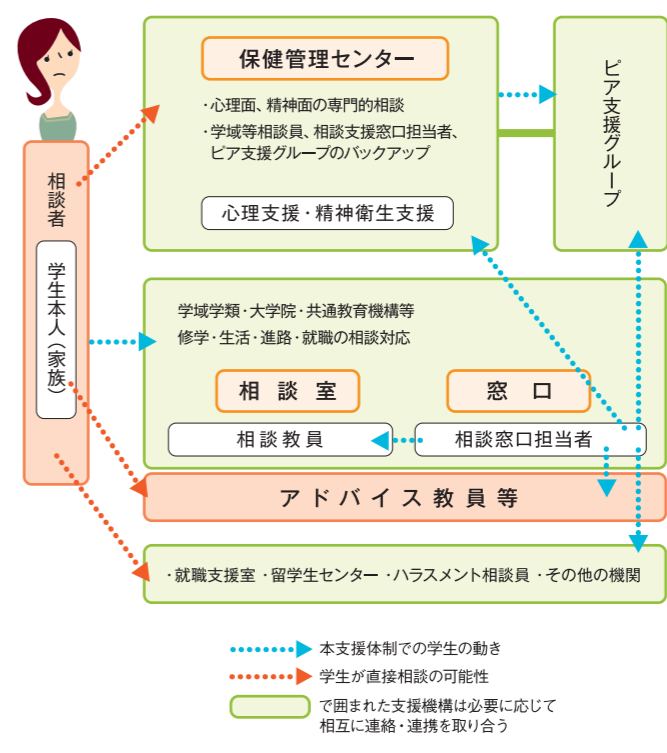 相談者
学生本人（家族）
保健管理センター
・心理面、精神面の専門的相談
・学域等相談員、相談支援窓口担当者、
ピア支援グループのバックアップ
心理支援・精神衛生支援
ピア支援グループ
学域学類・大学院・共通教育機構等
修学・生活・進路・就職の相談対応
相談室
窓口
相談教員
相談窓口担当者
アドバイス教員等
・就職支援室・留学生センター・ハラスメント相談員・その他の機関
本支援体制での学生の動き
学生が直接相談の可能性
で囲まれた支援機構は必要に応じて
相互に連絡・連携を取り合う